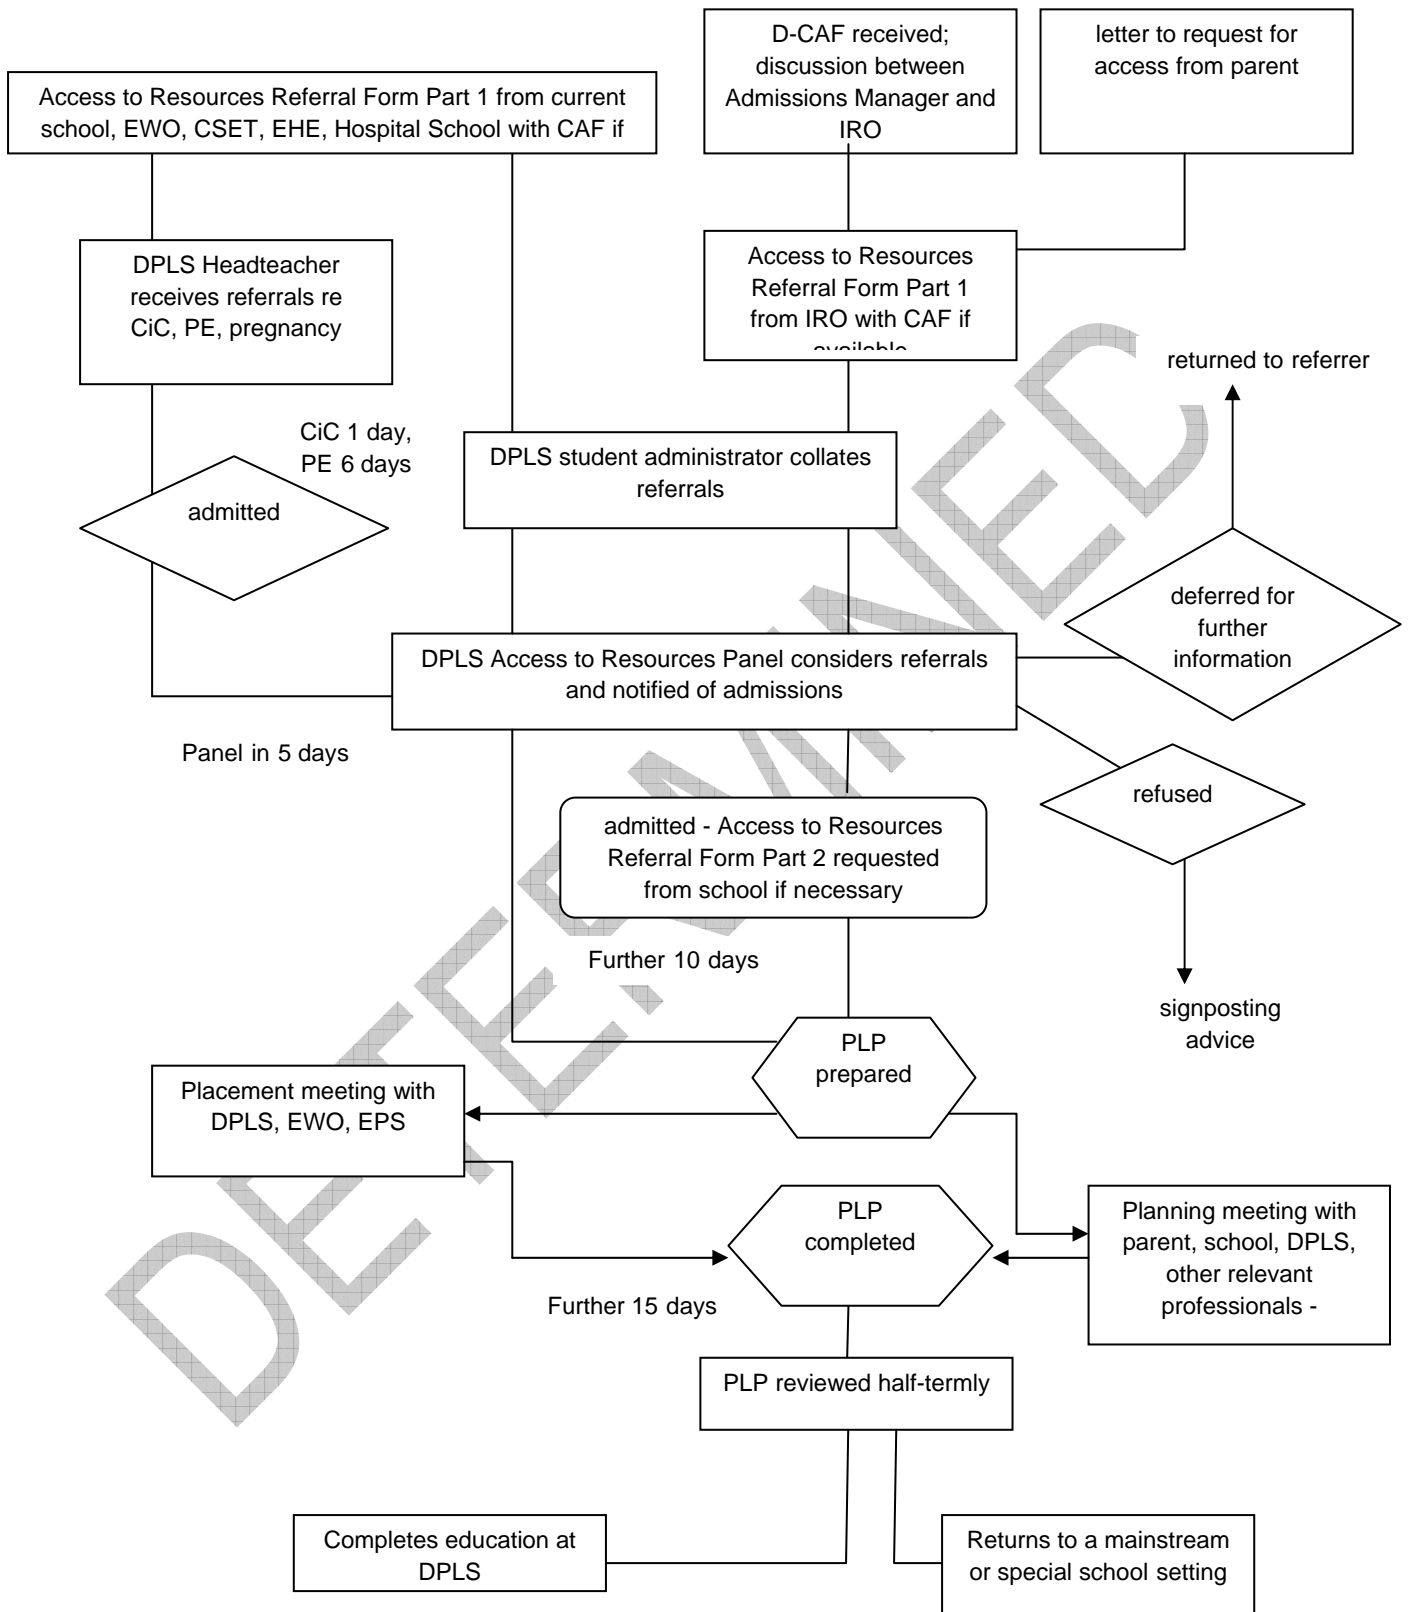 D-CAF received;
discussion between
Admissions Manager and
IRO
letter to request for
access from parent
Access to Resources Referral Form Part 1 from current
school, EWO, CSET, EHE, Hospital School with CAF if
DPLS Headteacher
receives referrals re
CiC, PE, pregnancy
Access to Resources
Referral Form Part 1
from IRO with CAF if
available
returned to referrer
CiC 1 day,
PE 6 days
admitted
DPLS student administrator collates
referrals
deferred for
further
information
DPLS Access to Resources Panel considers referrals
and notified of admissions
Panel in 5 days
refused
admitted - Access to Resources
Referral Form Part 2 requested
from school if necessary
Further 10 days
signposting
advice
PLP
prepared
Placement meeting with
DPLS, EWO, EPS
PLP
completed
Planning meeting with
parent, school, DPLS,
other relevant
professionals -
Further 15 days
PLP reviewed half-termly
Completes education at
DPLS
Returns to a mainstream
or special school setting
DETERMINED